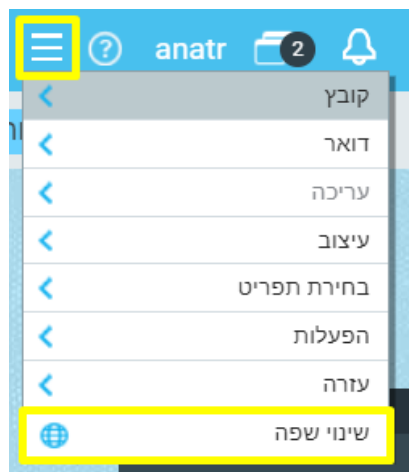 ? anatr 2
קובץ
דואר
עריכה
עיצוב
בחירת תפריט
הפעלות
עזרה
שינוי שפה